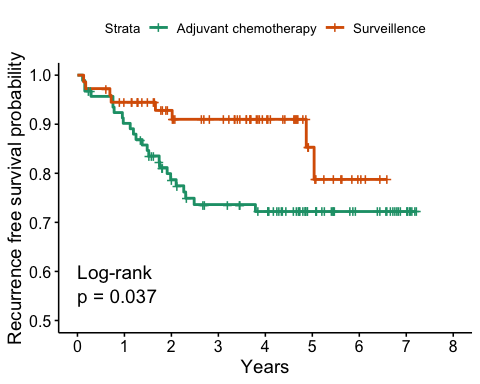 Strata Adjuvant chemotherapy Surveillence
Recurrence free survival probability
1.0
0.9
0.8
0.7
0.6
0.5
Log-rank
p = 0.037
0 1 2 3 4 5 6 7 8
Years